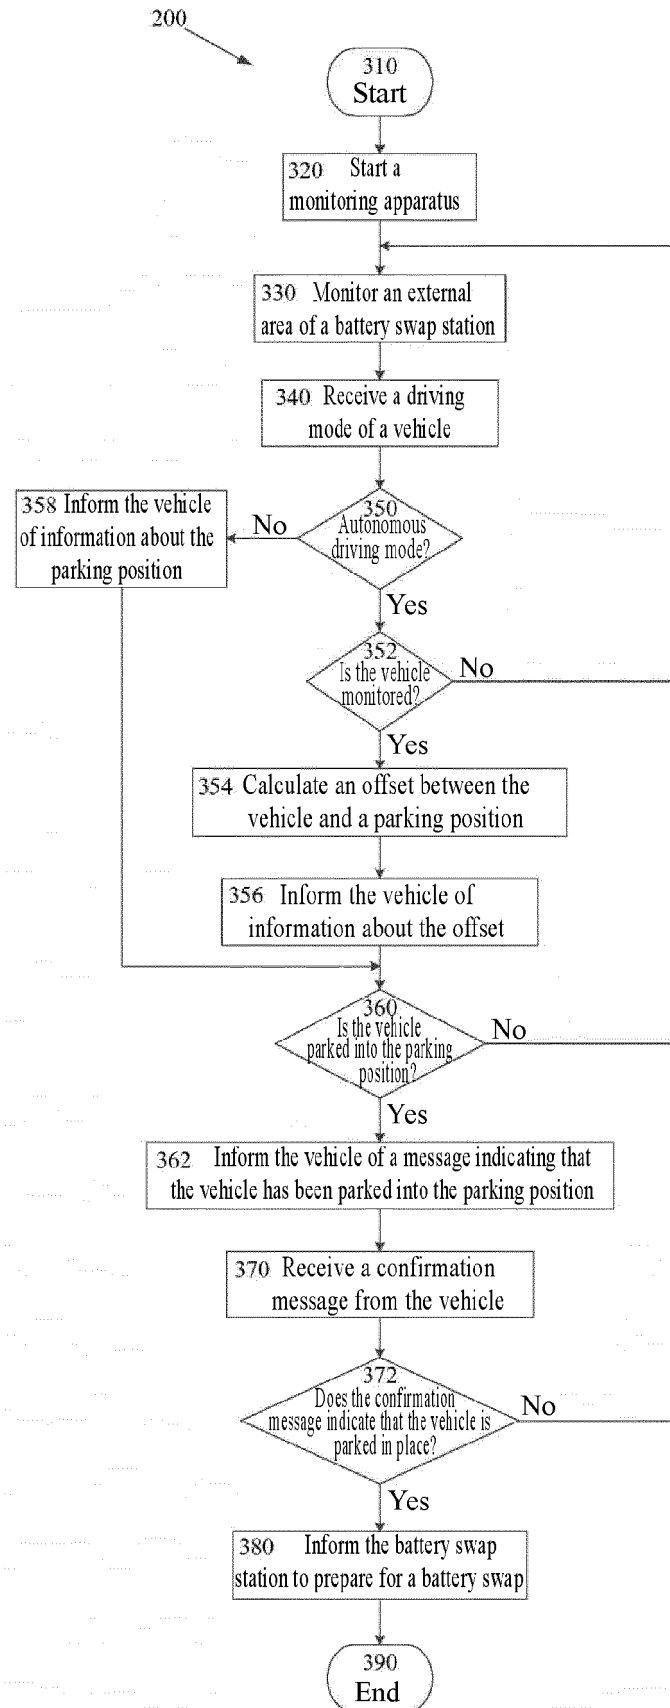 200
310
Start
320 Start a
monitoring apparatus
330 Monitor an external
area of a battery swap station
340 Receive a driving
mode of a vehicle
350
Autonomous
driving mode?
No
358 Inform the vehicle
of information about the
parking position
Yes
352
Is the vehicle
monitored?
No
Yes
354 Calculate an offset between the
vehicle and a parking position
356 Inform the vehicle of
information about the offset
360
Is the vehicle
parked into the parking
position?
No
Yes
362 Inform the vehicle of a message indicating that
the vehicle has been parked into the parking position
370 Receive a confirmation
message from the vehicle
372
Does the confirmation
message indicate that the vehicle is
parked in place?
No
Yes
380 Inform the battery swap
station to prepare for a battery swap
390
End